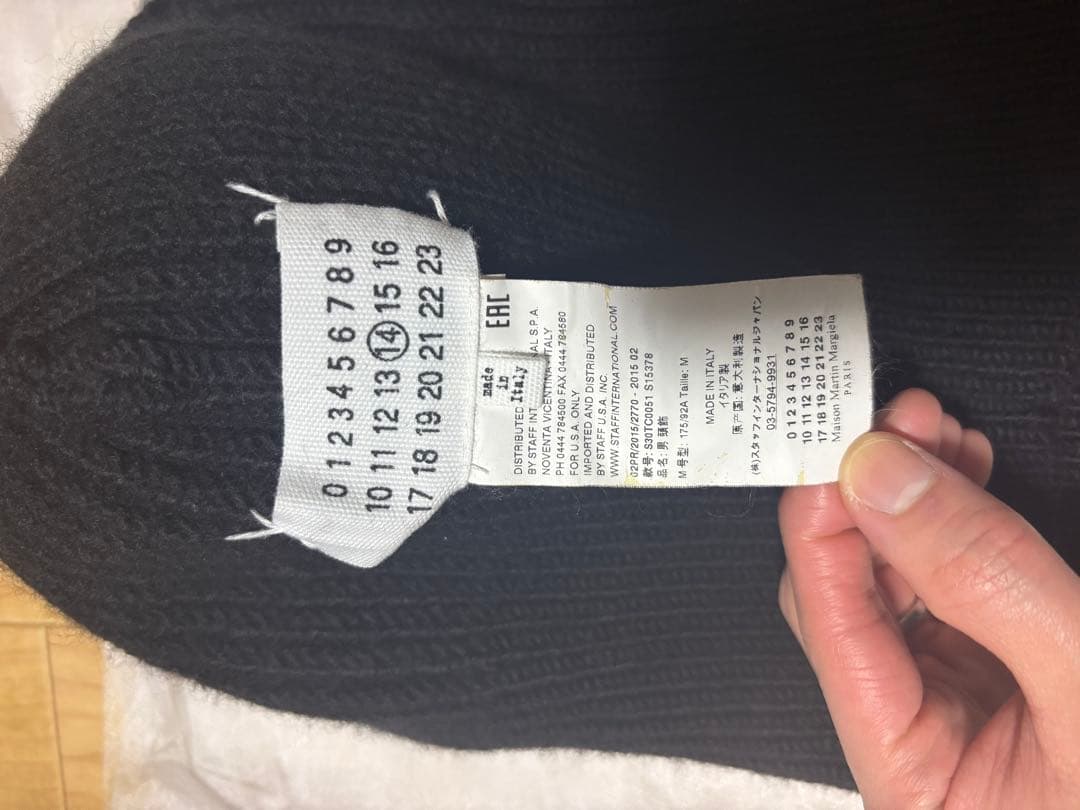 0 1 2 3 4 5 6 7 8 9
10 11 12 13 14 15 16
17 18 19 20 21 22 23
made
in
Italy
EAC
DISTRIBUTED
BY STAFF INT AL S.P.A.
NOVENTA VICENTINA ITALY
PH 0444 784500 FAX 0444 784580
FOR U.S.A. ONLY
IMPORTED AND DISTRIBUTED
BY STAFF U.S.A. INC.
WWW.STAFFINTERNATIONAL.COM
02PR/2015/2770 - 2015 02
款号: S30TC0051 S15378
品名: 男 頭飾
M 号型: 175/92A Taille: M
MADE IN ITALY
イタリア製
原产国: 意大利製造
(株)スタッフインターナショナルジャパン
03-5794-9931
0 1 2 3 4 5 6 7 8 9
10 11 12 13 14 15 16
17 18 19 20 21 22 23
Maison Martin Margiela
PARIS